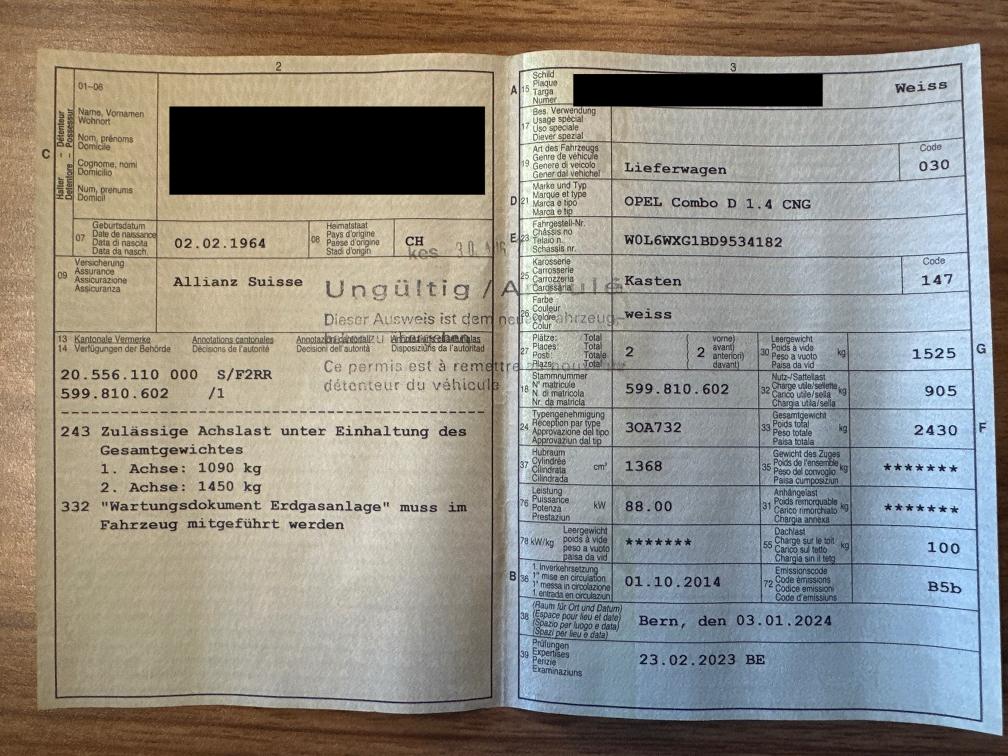 2
01–06
C
Halter – Détenteur
Detentore – Possessur
Name, Vornamen
Wohnort
Nom, prénoms
Domicile
Cognome, nomi
Domicilio
Num, prenums
Domicil
07
Geburtsdatum
Date de naissance
Data di nascita
Data da nasch.
02.02.1964
08
Heimatstaat
Pays d'origine
Paese d'origine
Stadi d'origin
CH
kes
09
Versicherung
Assurance
Assicurazione
Assicuranza
Allianz Suisse
Ungültig / Annulé
Dieser Ausweis ist dem neuen Fahrzeug-
Ce permis est à remettre au nouveau
détenteur du véhicule
13 Kantonale Vermerke Annotations cantonales Annotazioni cantonali
14 Verfügungen der Behörde Décisions de l'autorité Decisioni dell'autorità Disposiziuns da l'autoritad
20.556.110 000 S/F2RR
599.810.602 /1
243 Zulässige Achslast unter Einhaltung des
Gesamtgewichtes
1. Achse: 1090 kg
2. Achse: 1450 kg
332 "Wartungsdokument Erdgasanlage" muss im
Fahrzeug mitgeführt werden
3
A 15
Schild
Plaque
Targa
Numer
Weiss
17
Bes. Verwendung
Usage spécial
Uso speciale
Diever spezial
19
Art des Fahrzeugs
Genre de véhicule
Genere di veicolo
Gener dal vehichel
Lieferwagen
Code
030
D 21
Marke und Typ
Marque et type
Marca e tipo
Marca e tip
OPEL Combo D 1.4 CNG
E 23
Fahrgestell-Nr.
Châssis no
Telaio n.
Schassis nr.
W0L6WXG1BD9534182
25
Karosserie
Carrosserie
Carrozzeria
Carossaria
Kasten
Code
147
26
Farbe
Couleur
Colore
Colur
weiss
27
Plätze: Total
Places: Total
Posti: Totale
Plazs: Total
2
vorne)
avant)
anteriori)
davant)
2
30
Leergewicht
Poids à vide
Peso a vuoto
Paisa da vid
kg
1525
G
18
Stammnummer
N° matricule
N. di matricola
Nr. da matricla
599.810.602
32
Nutz-/Sattellast
Charge utile/sellette
Carico utile/sella
Chargia utila/sella
kg
905
24
Typengenehmigung
Réception par type
Approvazione del tipo
Approvaziun dal tip
3OA732
33
Gesamtgewicht
Poids total
Peso totale
Paisa totala
kg
2430
F
37
Hubraum
Cylindrée
Cilindrata
Cilindrada
cm³
1368
35
Gewicht des Zuges
Poids de l'ensemble
Peso del convoglio
Paisa cumposiziun
kg
*******
76
Leistung
Puissance
Potenza
Prestaziun
kW
88.00
31
Anhängelast
Poids remorquable
Carico rimorchiato
Chargia annexa
kg
*******
78 kW/kg
Leergewicht
poids à vide
peso a vuoto
paisa da vid
*******
55
Dachlast
Charge sur le toit
Carico sul tetto
Chargia sin il tetg
kg
100
B 36
1. Inverkehrsetzung
1re mise en circulation
1a messa in circolazione
1. entrada en circulaziun
01.10.2014
72
Emissionscode
Code émissions
Codice emissioni
Code d'emissiuns
B5b
38
(Raum für Ort und Datum)
(Espace pour lieu et date)
(Spazio per luogo e data)
(Spazi per lieu e data)
Bern, den 03.01.2024
39
Prüfungen
Expertises
Perizie
Examinaziuns
23.02.2023 BE